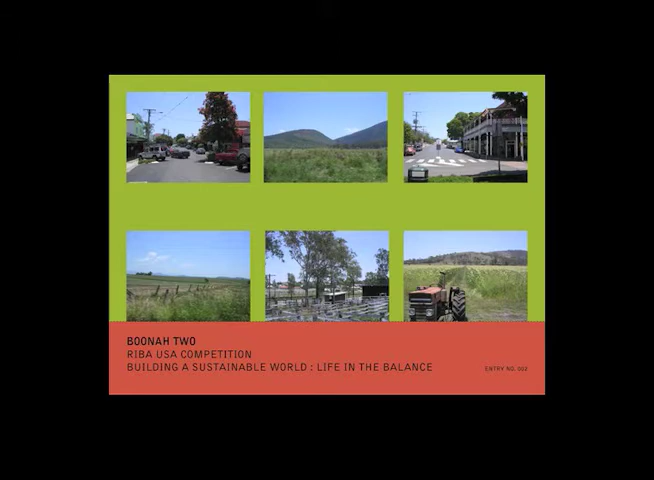 BOONAH TWO
RIBA USA COMPETITION
BUILDING A SUSTAINABLE WORLD : LIFE IN THE BALANCE
ENTRY NO. 002